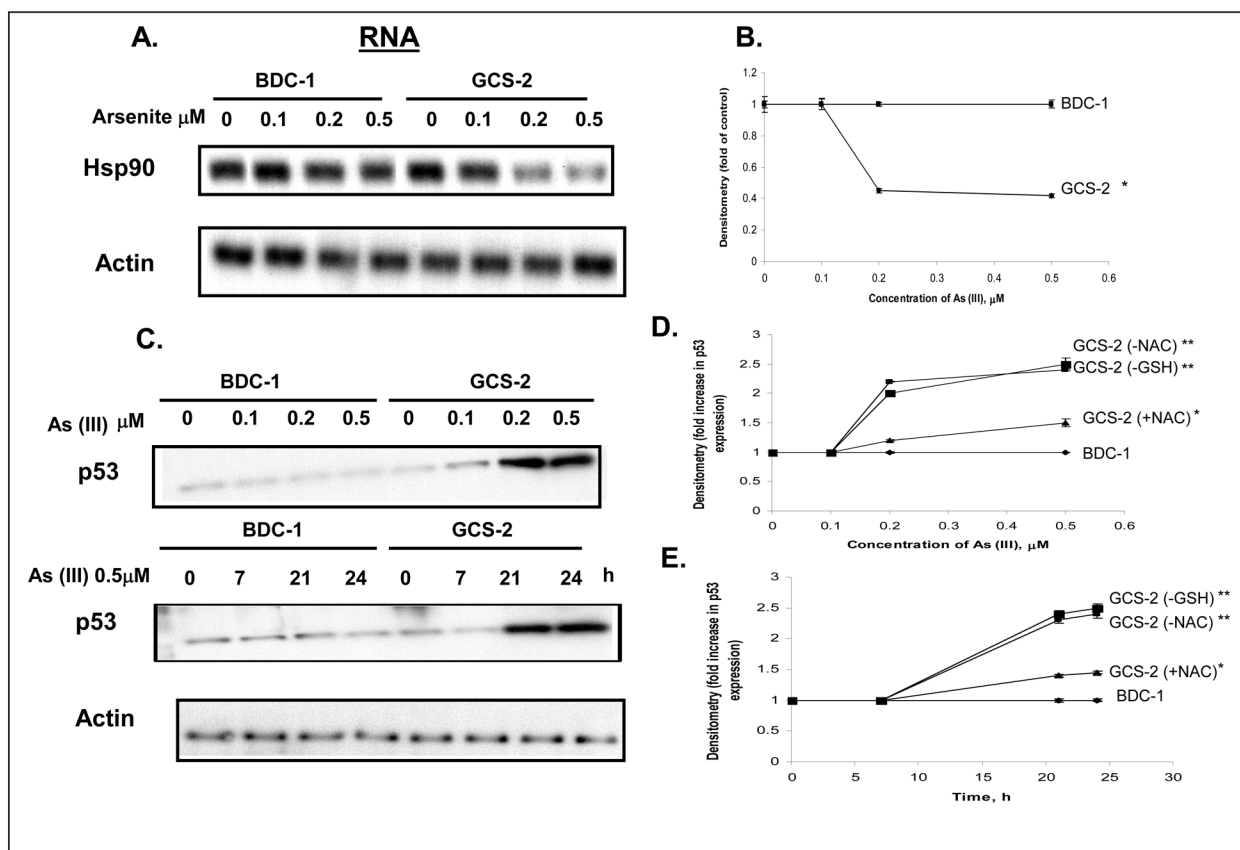 A.
RNA
BDC-1 GCS-2
Arsenite µM 0 0.1 0.2 0.5 0 0.1 0.2 0.5
Hsp90
Actin
B.
Densitometry (fold of control)
1.2
1
0.8
0.6
0.4
0.2
0
0 0.1 0.2 0.3 0.4 0.5 0.6
Concentration of As (III), µM
BDC-1
GCS-2 *
C.
BDC-1 GCS-2
As (III) µM 0 0.1 0.2 0.5 0 0.1 0.2 0.5
p53
BDC-1 GCS-2
As (III) 0.5µM 0 7 21 24 0 7 21 24 h
p53
Actin
D.
Densitometry (fold increase in p53
expression)
3
2.5
2
1.5
1
0.5
0
0 0.1 0.2 0.3 0.4 0.5 0.6
Concentration of As (III), µM
GCS-2 (-NAC) **
GCS-2 (-GSH) **
GCS-2 (+NAC) *
BDC-1
E.
Densitometry (fold increase in p53
expression)
3
2.5
2
1.5
1
0.5
0
0 5 10 15 20 25 30
Time, h
GCS-2 (-GSH) **
GCS-2 (-NAC) **
GCS-2 (+NAC) *
BDC-1